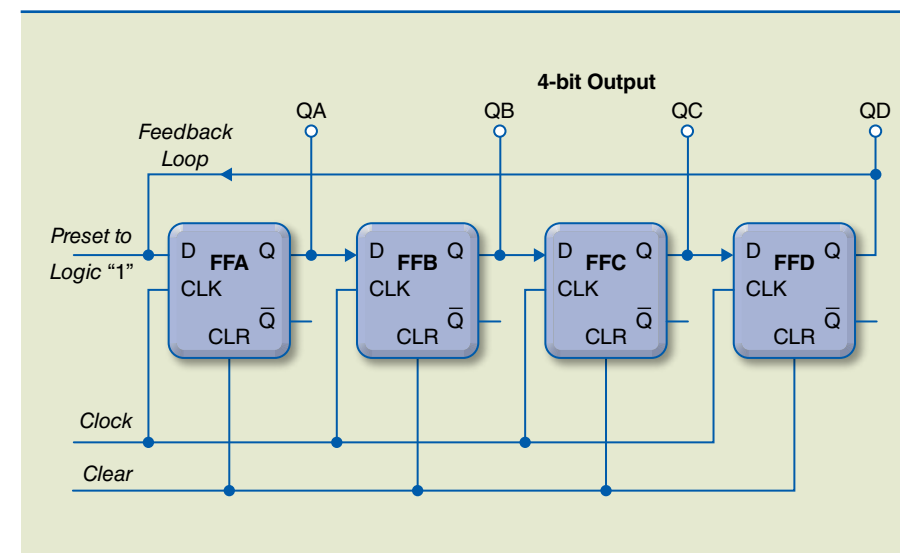 4-bit Output
QA
QB
QC
QD
Feedback
Loop
Preset to
Logic “1”
D FFA Q
CLK
Q̅
CLR
D FFB Q
CLK
Q̅
CLR
D FFC Q
CLK
Q̅
CLR
D FFD Q
CLK
Q̅
CLR
Clock
Clear